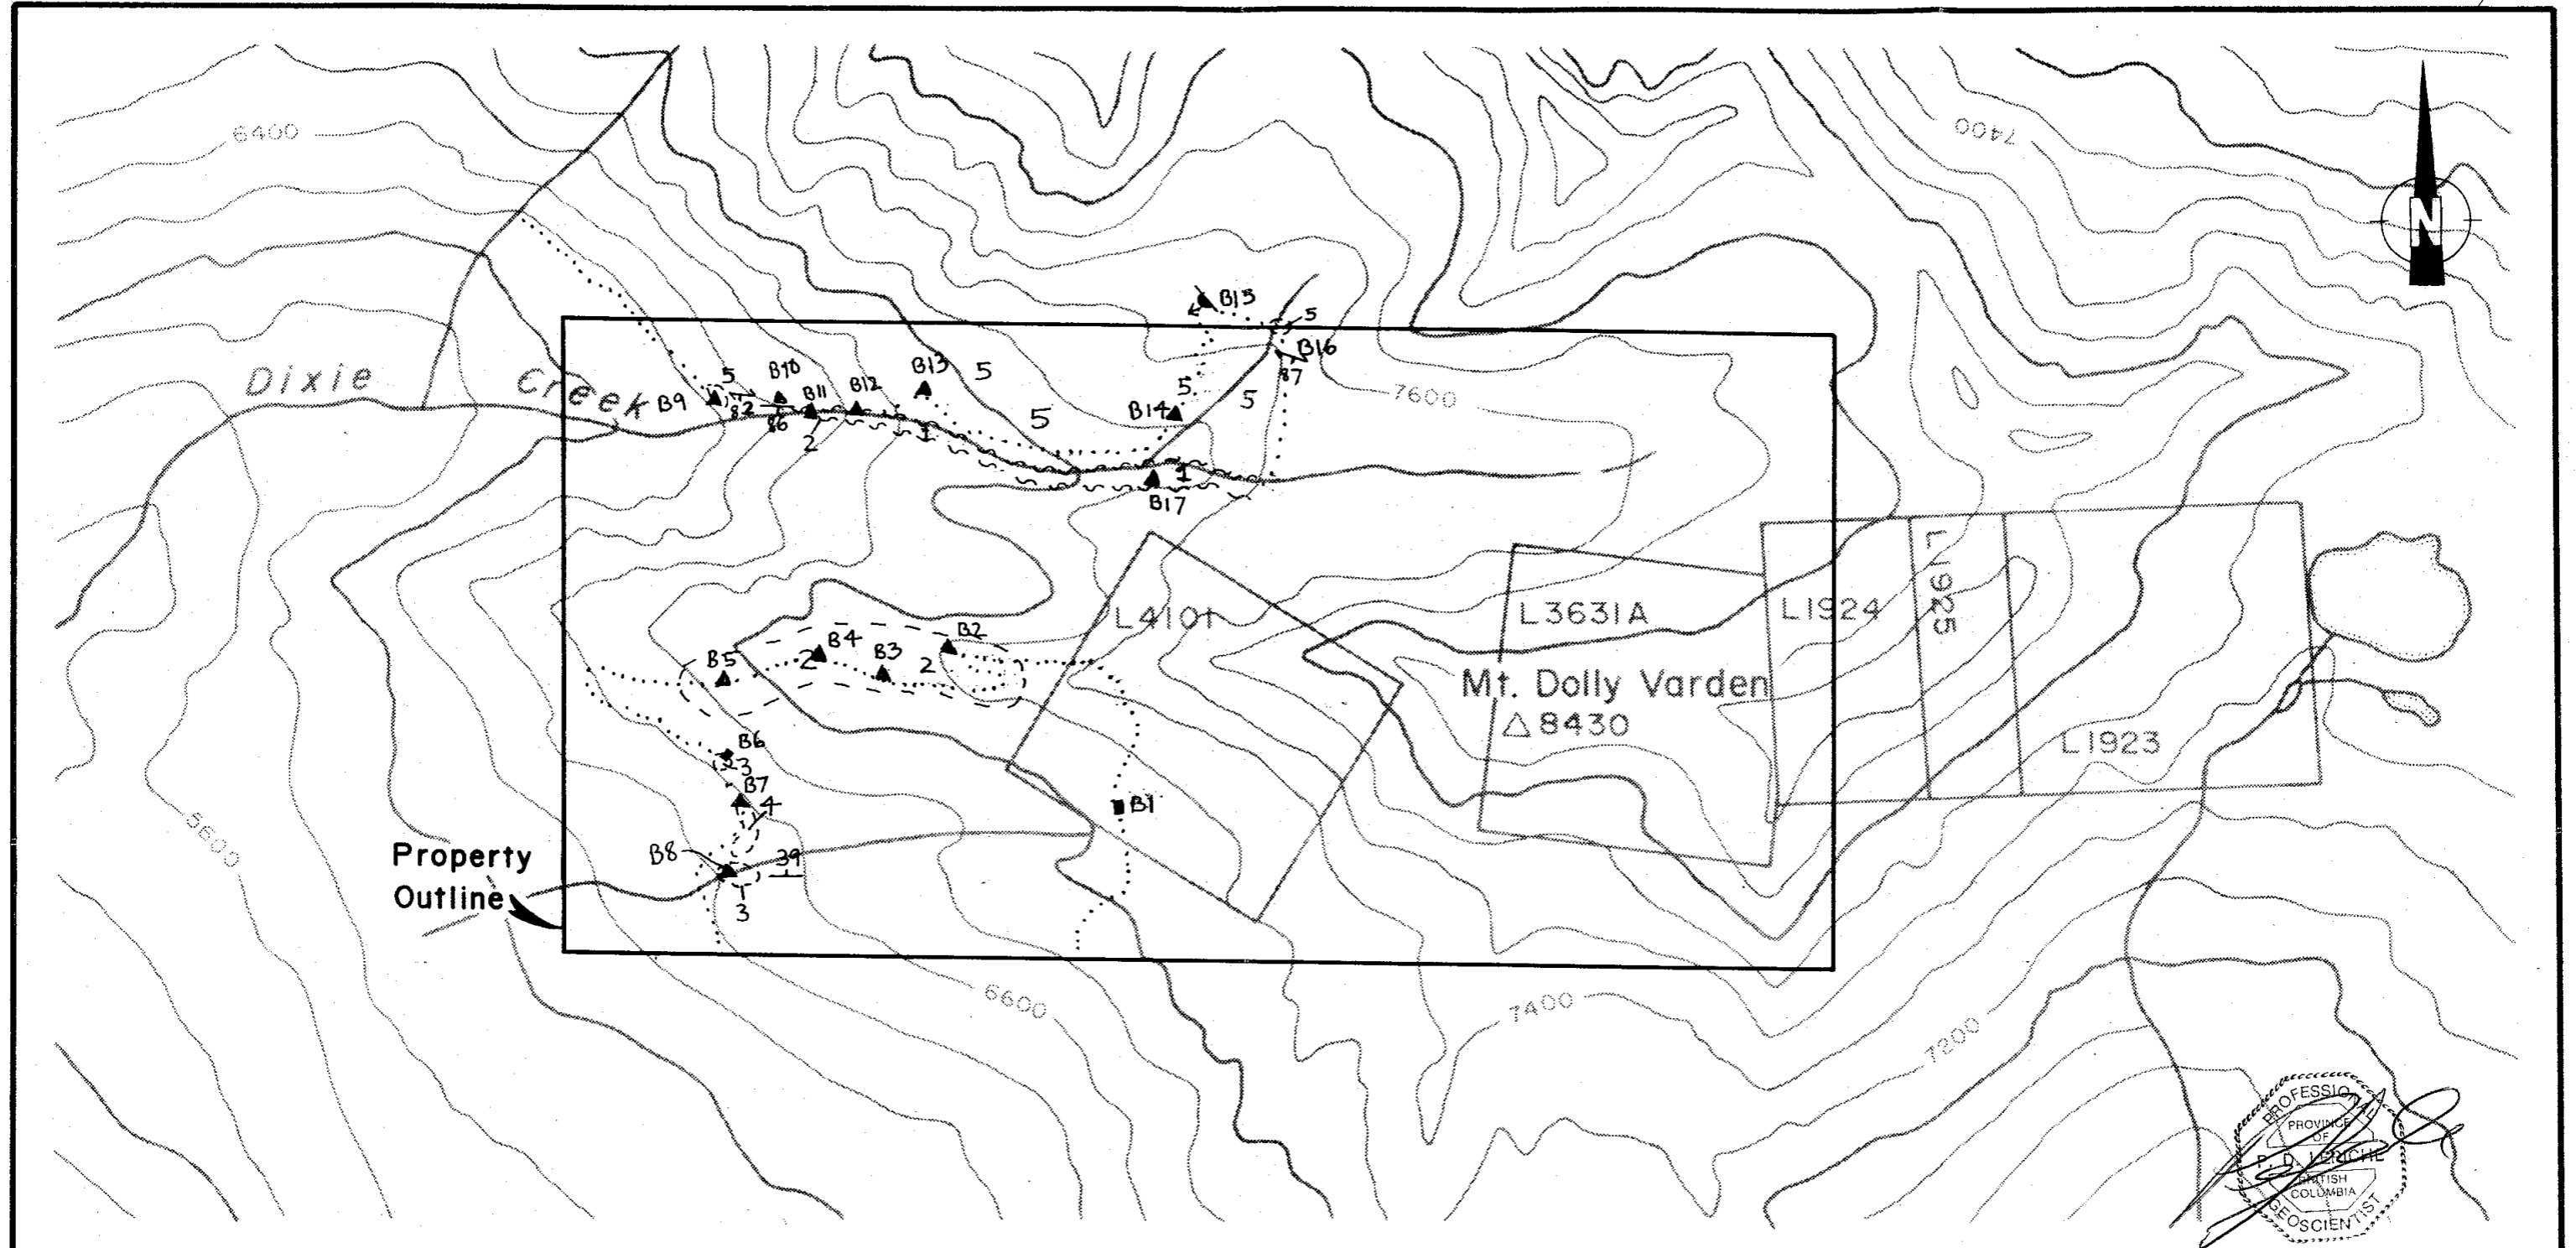 6400
7400
N
B15
5
B16
87
Dixie Creek
B9
5
82
B10
86
B11
2
B12
B13
1
5
5
B14
5
5
7600
1
B17
L4101
L3631A
L1924
L1925
L1923
Mt. Dolly Varden
8430
B5
B4
2
B3
2
B2
B6
3
B7
4
B1
B8
39
3
5600
Property
Outline
6600
7400
7200
PROFESSIONAL
PROVINCE
OF
P. D. LERICHE
BRITISH
COLUMBIA
GEOSCIENTIST